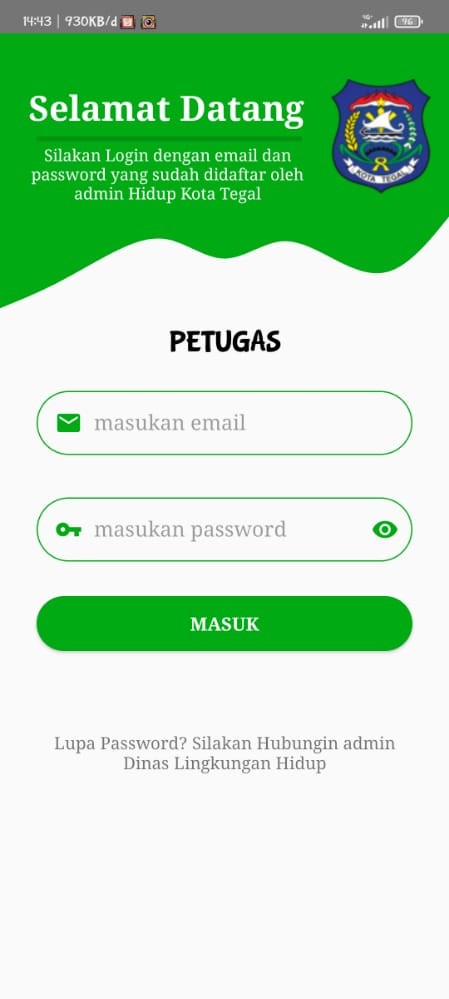 14:43 | 930KB/d
4G
96
Selamat Datang
Silakan Login dengan email dan
password yang sudah didaftar oleh
admin Hidup Kota Tegal
KOTA TEGAL
PETUGAS
masukan email
masukan password
MASUK
Lupa Password? Silakan Hubungin admin
Dinas Lingkungan Hidup